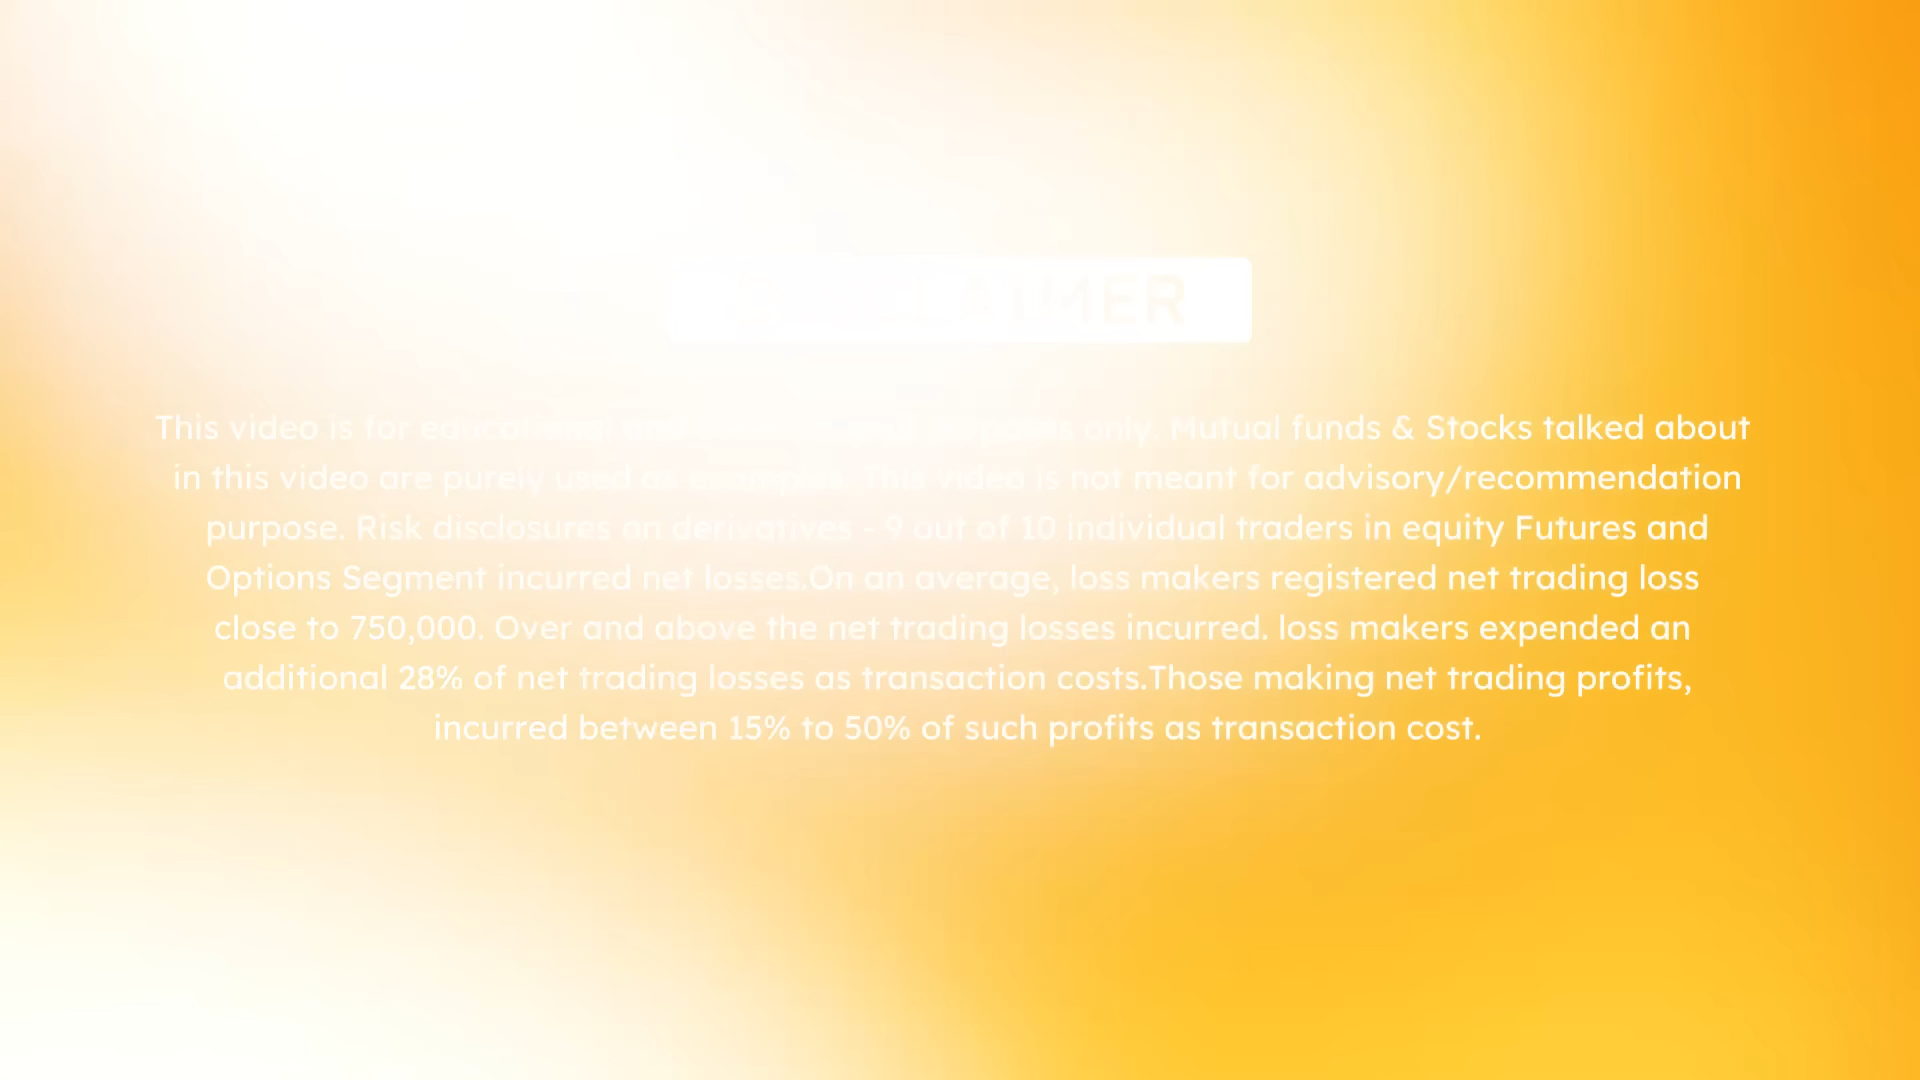 DISCLAIMER
This video is for educational and purposes only. Mutual funds & Stocks talked about
in this video are purely used as examples. This video is not meant for advisory/recommendation
purpose. Risk disclosures an derivatives - 9 out of 10 individual traders in equity Futures and
Options Segment incurred net losses.On an average, loss makers registered net trading loss
close to 750,000. Over and above the net trading losses incurred. loss makers expended an
additional 28% of net trading losses as transaction costs.Those making net trading profits,
incurred between 15% to 50% of such profits as transaction cost.